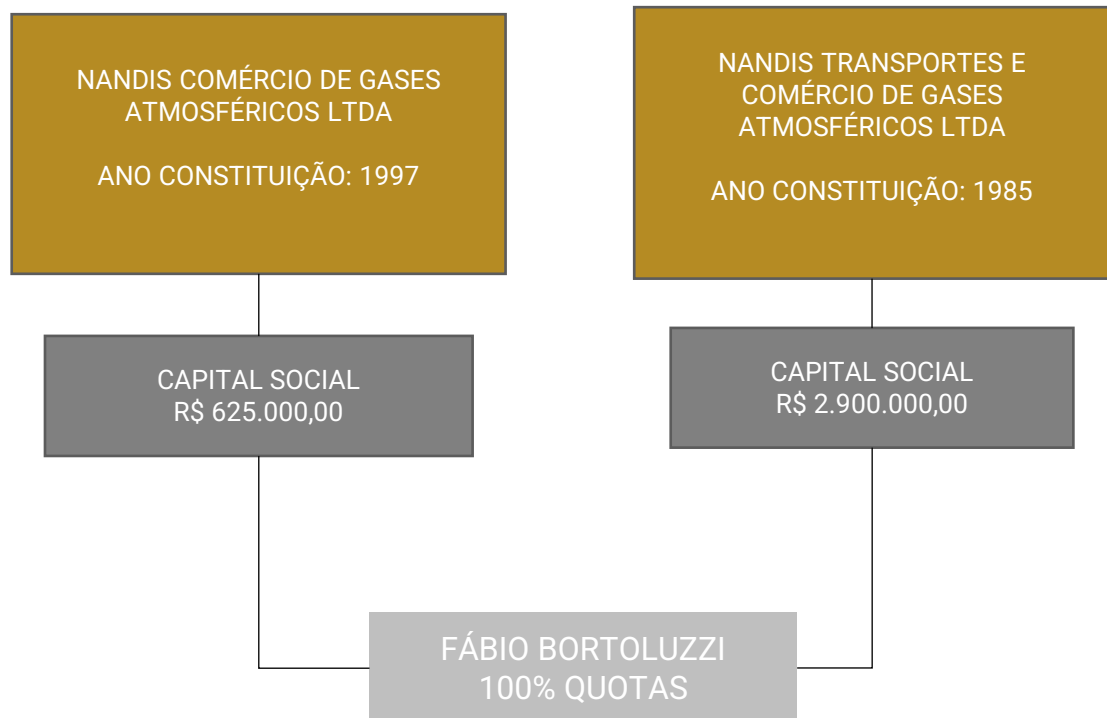 NANDIS COMÉRCIO DE GASES
ATMOSFÉRICOS LTDA
ANO CONSTITUIÇÃO: 1997
NANDIS TRANSPORTES E
COMÉRCIO DE GASES
ATMOSFÉRICOS LTDA
ANO CONSTITUIÇÃO: 1985
CAPITAL SOCIAL
R$ 625.000,00
CAPITAL SOCIAL
R$ 2.900.000,00
FÁBIO BORTOLUZZI
100% QUOTAS